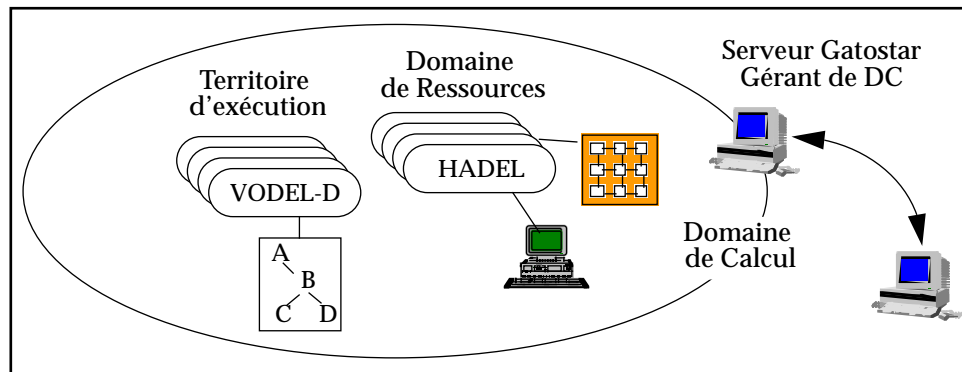 Territoire
d'exécution
VODEL-D
A
B
C D
Domaine
de Ressources
HADEL
Serveur Gatostar
Gérant de DC
Domaine
de Calcul